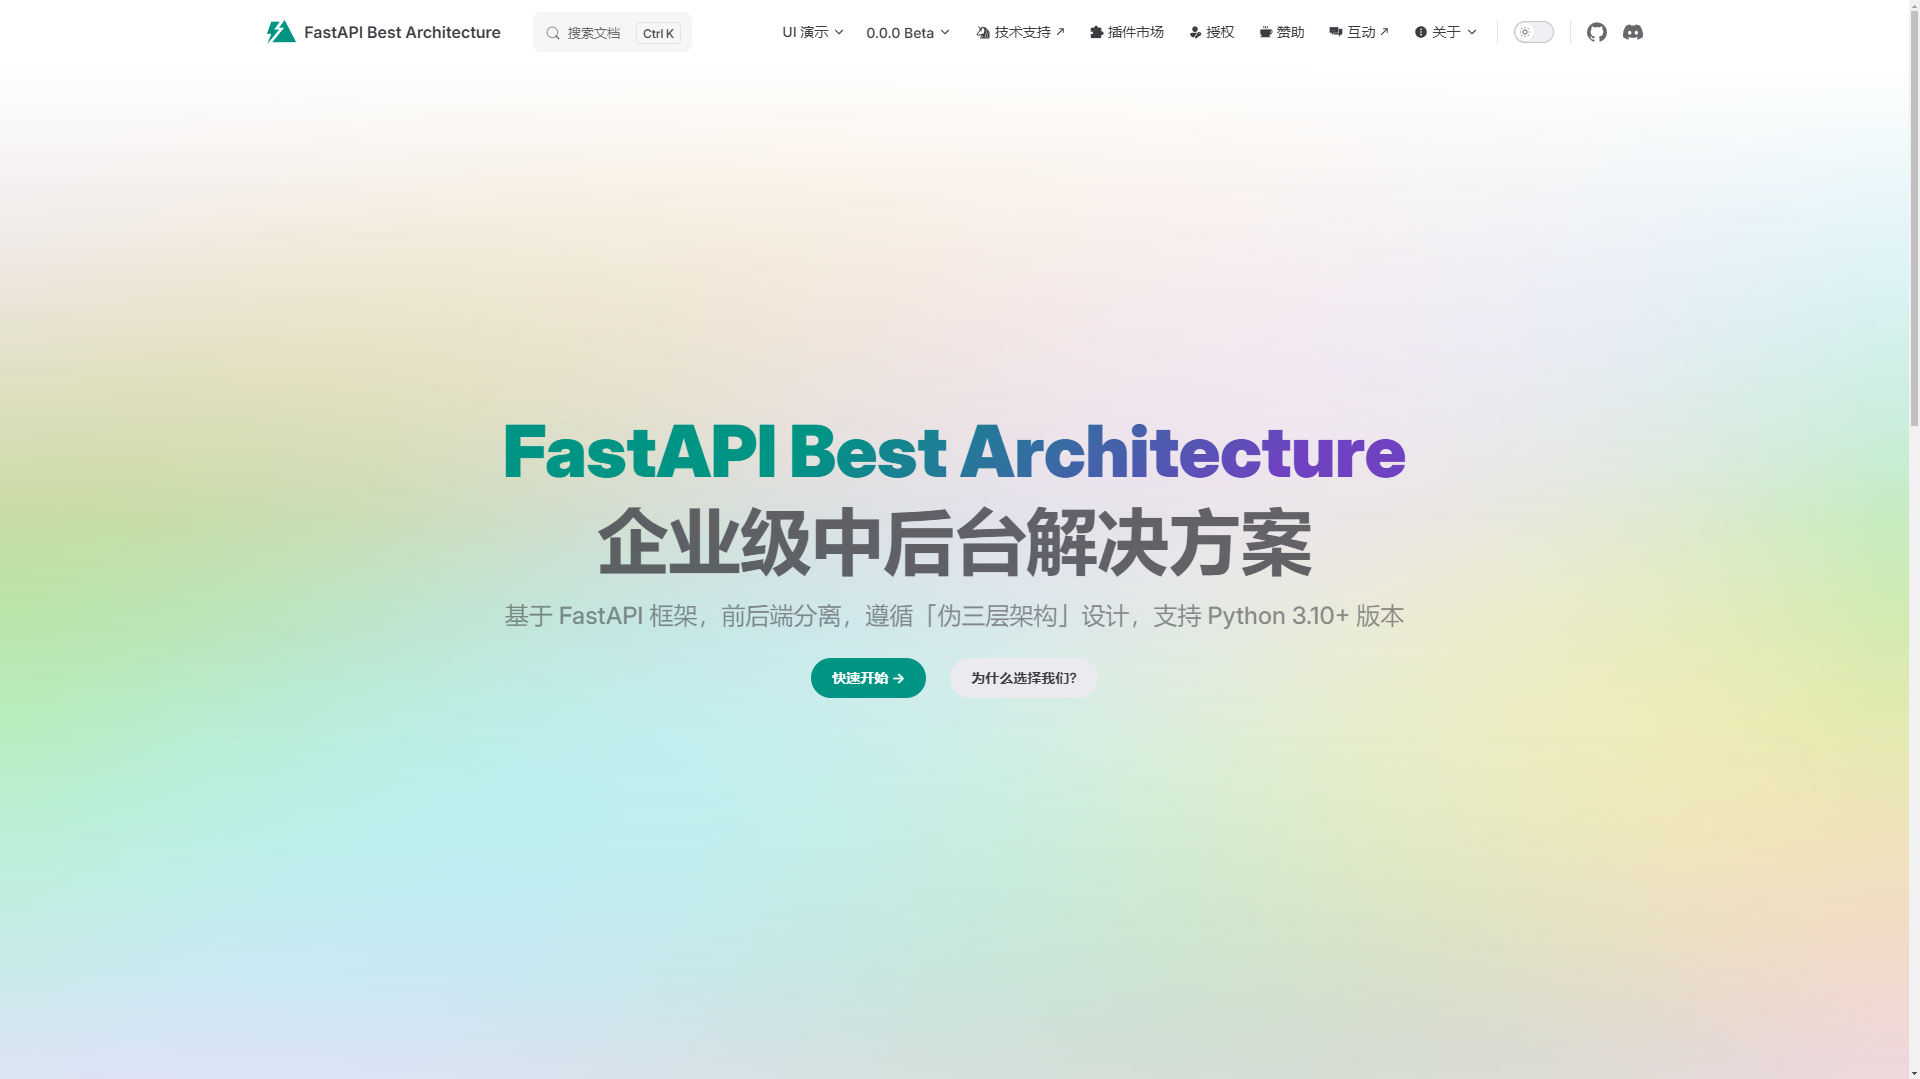 FastAPI Best Architecture
搜索文档 Ctrl K
UI 演示
0.0.0 Beta
技术支持
插件市场
授权
赞助
互动
关于
FastAPI Best Architecture
企业级中后台解决方案
基于 FastAPI 框架，前后端分离，遵循「伪三层架构」设计，支持 Python 3.10+ 版本
快速开始 →
为什么选择我们？